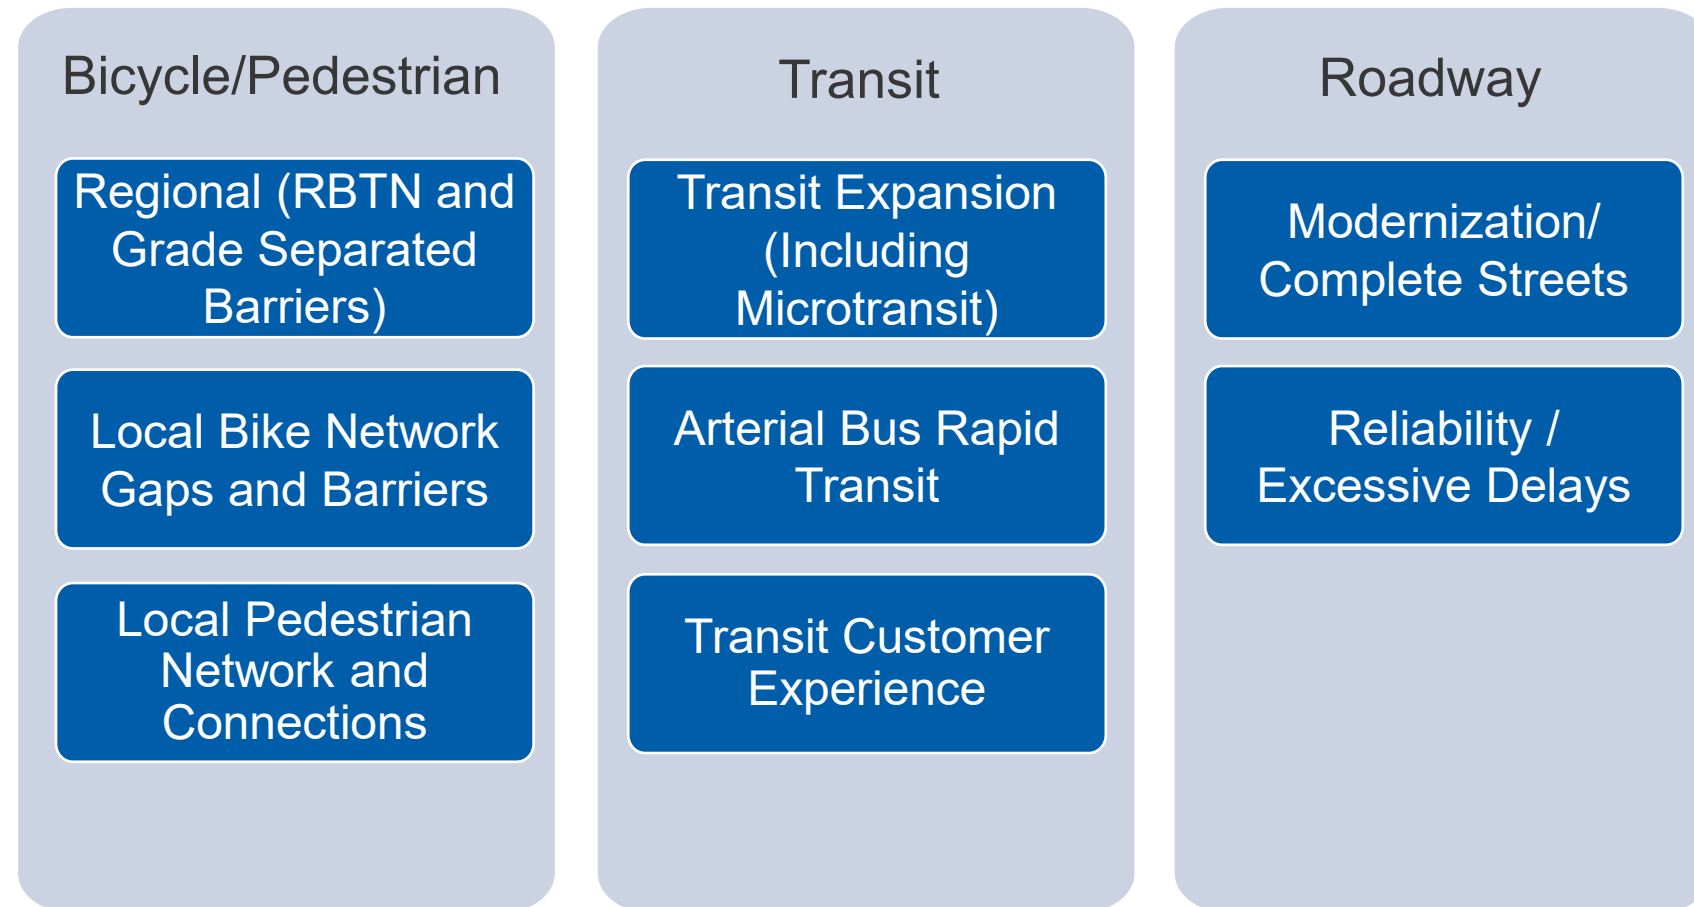 Bicycle/Pedestrian
Regional (RBTN and
Grade Separated
Barriers)
Local Bike Network
Gaps and Barriers
Local Pedestrian
Network and
Connections
Transit
Transit Expansion
(Including
Microtransit)
Arterial Bus Rapid
Transit
Transit Customer
Experience
Roadway
Modernization/
Complete Streets
Reliability /
Excessive Delays